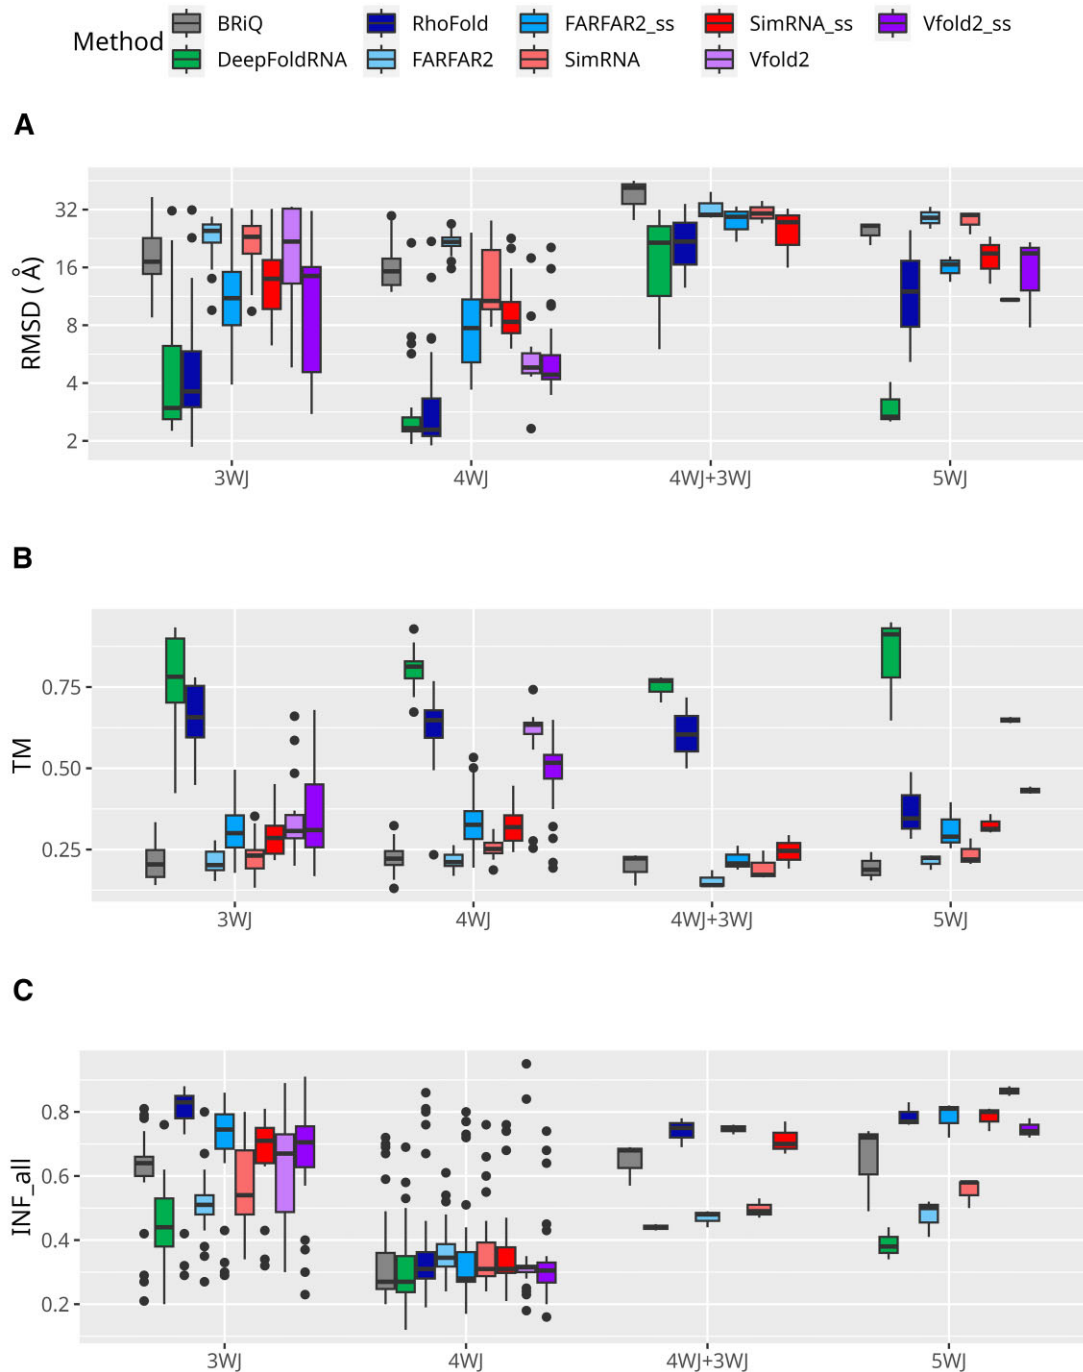 Method
BRiQ
RhoFold
FARFAR2_ss
SimRNA_ss
Vfold2_ss
DeepFoldRNA
FARFAR2
SimRNA
Vfold2
A
RMSD (Å)
32
16
8
4
2
3WJ
4WJ
4WJ+3WJ
5WJ
B
TM
0.75
0.50
0.25
3WJ
4WJ
4WJ+3WJ
5WJ
C
INF_all
0.8
0.6
0.4
0.2
3WJ
4WJ
4WJ+3WJ
5WJ